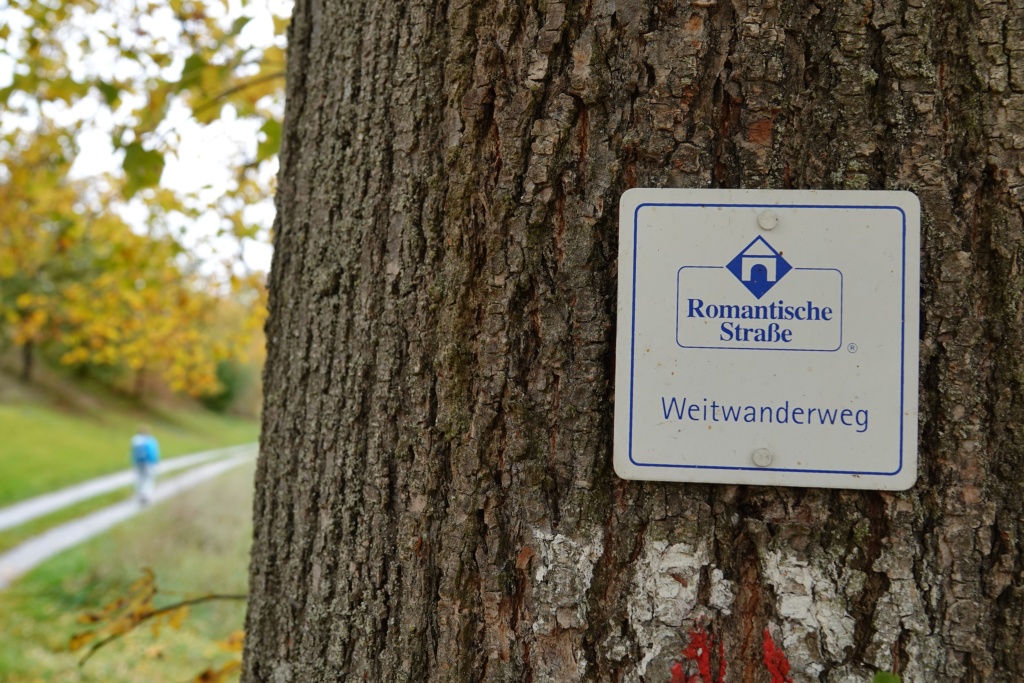 Romantische
Straße
®
Weitwanderweg